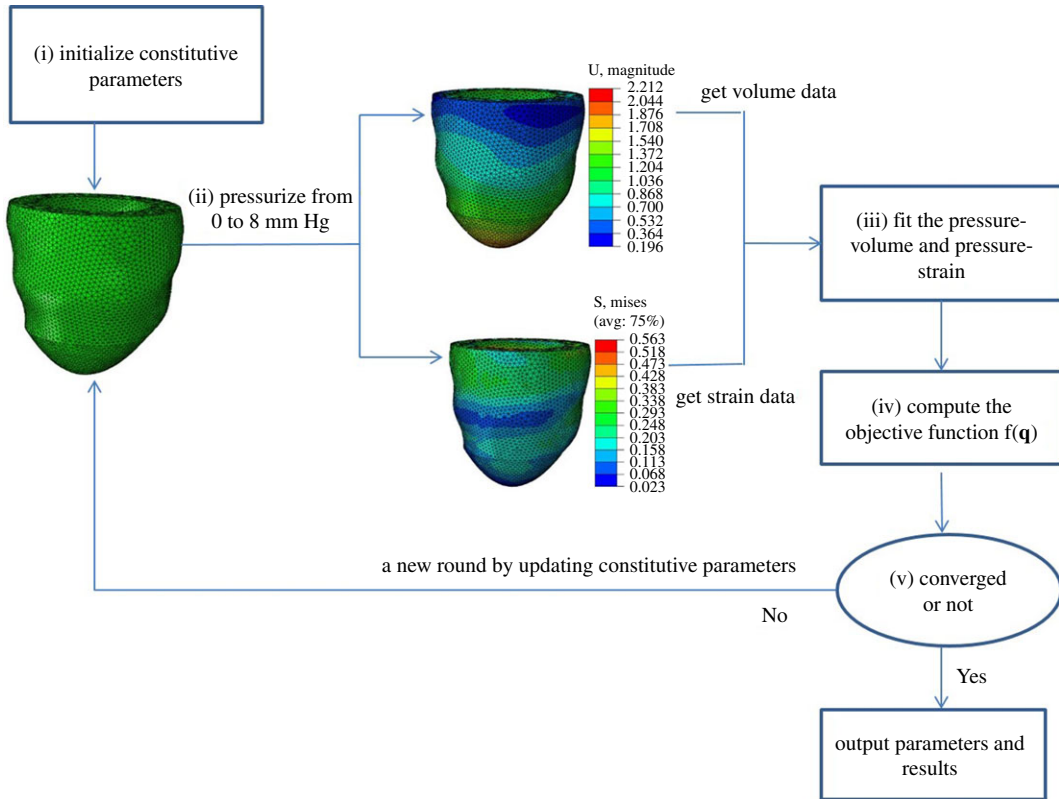 (i) initialize constitutive
parameters
(ii) pressurize from
0 to 8 mm Hg
U, magnitude
2.212
2.044
1.876
1.708
1.540
1.372
1.204
1.036
0.868
0.700
0.532
0.364
0.196
get volume data
S, mises
(avg: 75%)
0.563
0.518
0.473
0.428
0.383
0.338
0.293
0.248
0.203
0.158
0.113
0.068
0.023
get strain data
(iii) fit the pressure-
volume and pressure-
strain
(iv) compute the
objective function f(q)
(v) converged
or not
a new round by updating constitutive parameters
No
Yes
output parameters and
results